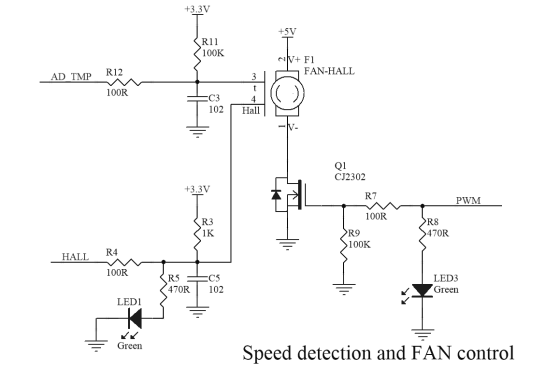 +3.3V
+5V
R11
100K
2
V+
F1
FAN-HALL
AD_TMP
R12
100R
3
t
4
Hall
C3
102
1
V-
Q1
CJ2302
+3.3V
R3
1K
R7
100R
PWM
R9
100K
R8
470R
HALL
R4
100R
R5
470R
C5
102
LED1
Green
LED3
Green
Speed detection and FAN control